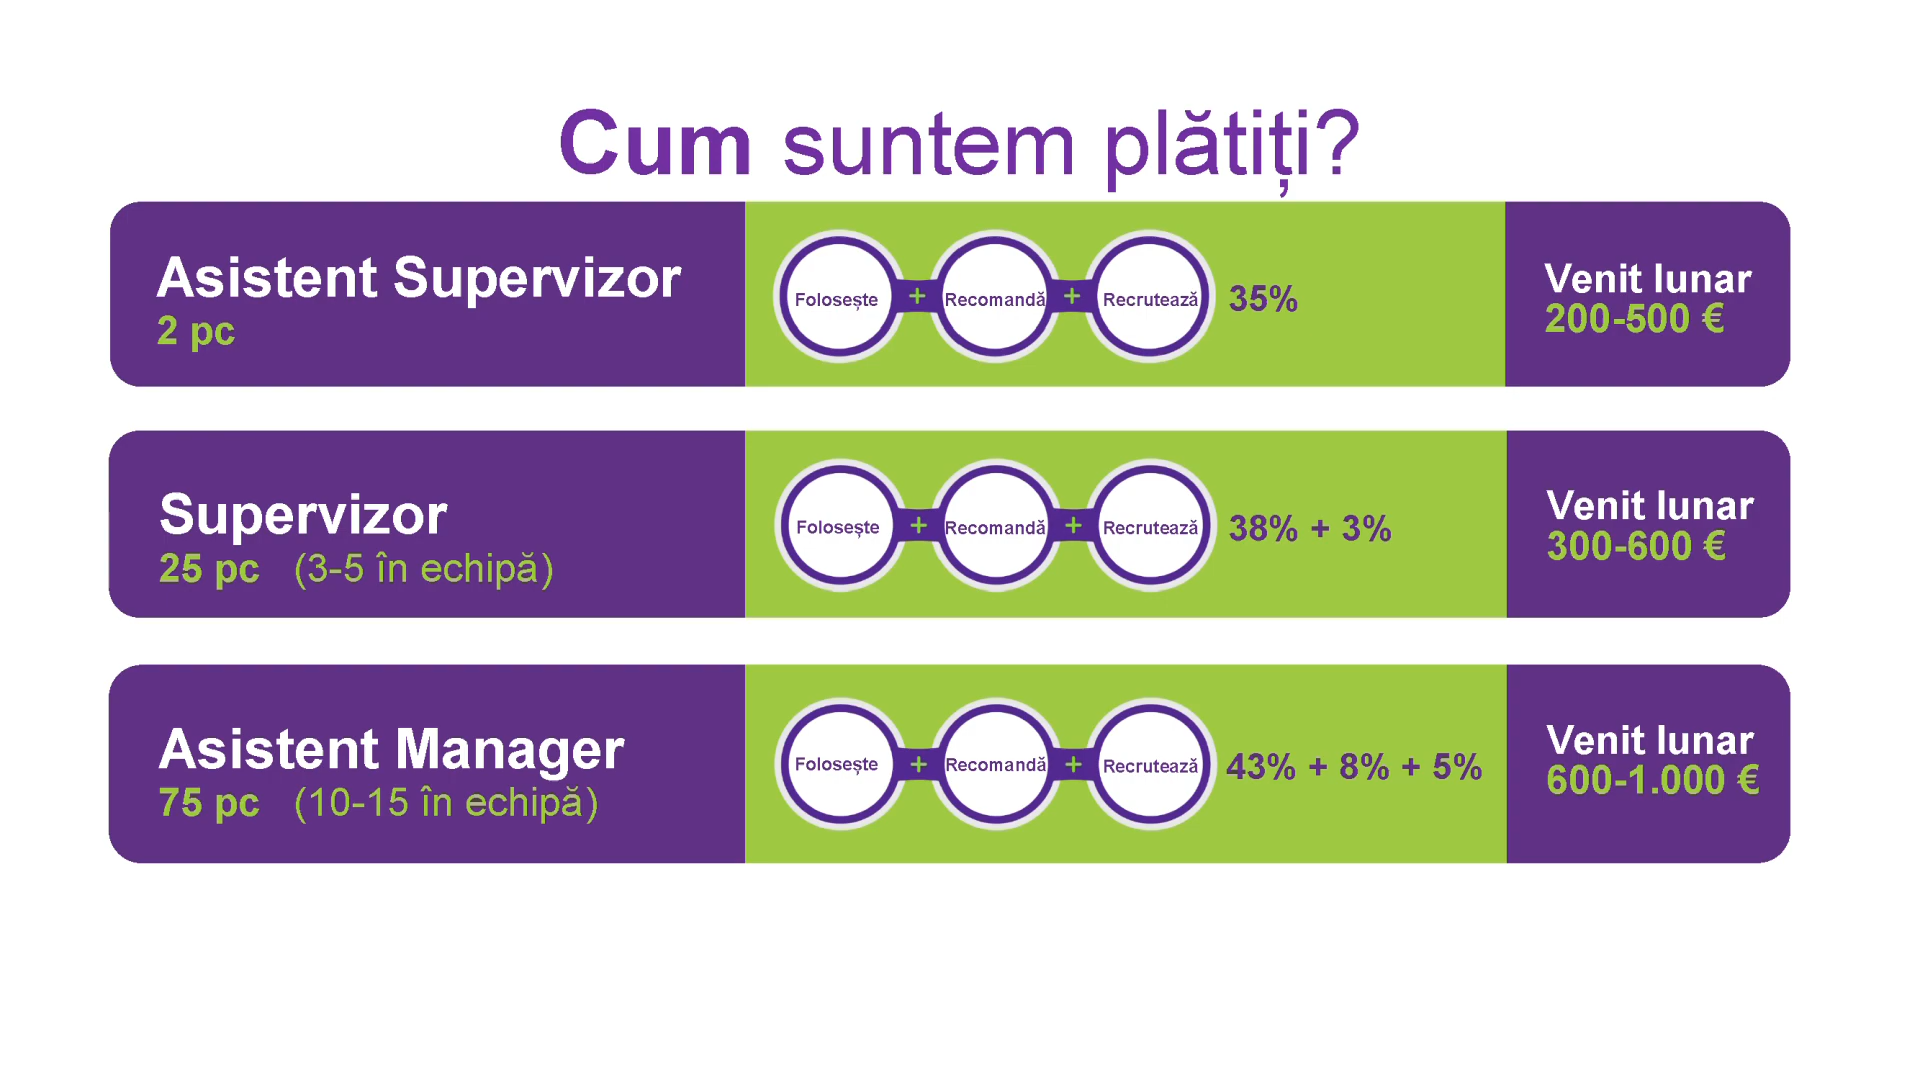 Cum suntem plătiți?
Asistent Supervizor
2 pc
Folosește + Recomandă + Recrutează 35%
Venit lunar
200-500 €
Supervizor
25 pc (3-5 în echipă)
Folosește + Recomandă + Recrutează 38% + 3%
Venit lunar
300-600 €
Asistent Manager
75 pc (10-15 în echipă)
Folosește + Recomandă + Recrutează 43% + 8% + 5%
Venit lunar
600-1.000 €